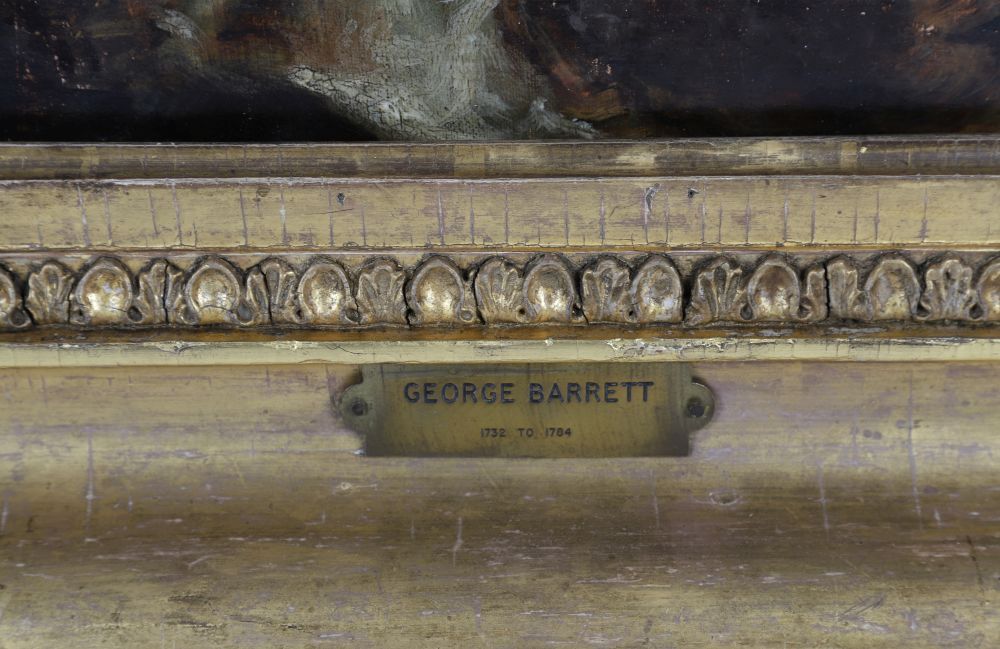 GEORGE BARRETT
1732 TO 1784